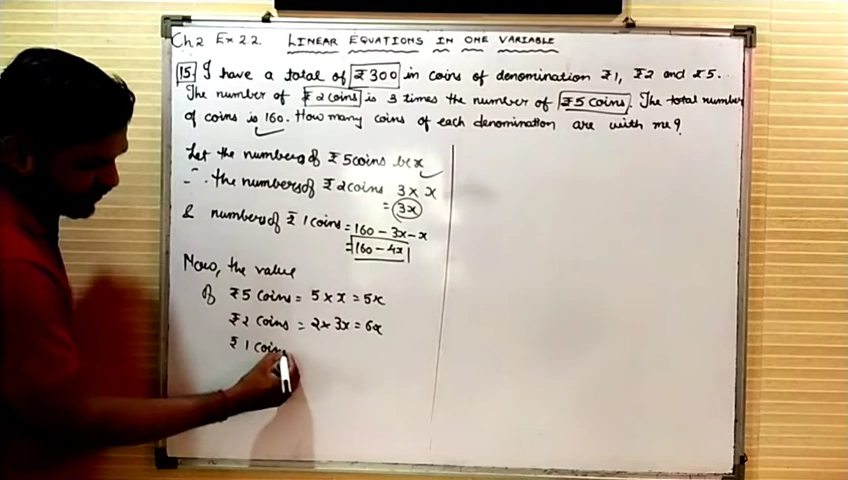 Ch.2 Ex 2.2. LINEAR EQUATIONS IN ONE VARIABLE
15. I have a total of ₹300 in coins of denomination ₹1, ₹2 and ₹5.
The number of ₹2 coins is 3 times the number of ₹5 coins. The total number
of coins is 160. How many coins of each denomination are with me?
Let the numbers of ₹5 coins be x
∴ the numbers of ₹2 coins 3 × x
= 3x
& numbers of ₹1 coins = 160 - 3x - x
= 160 - 4x
Now, the value
of ₹5 coins = 5 × x = 5x
₹2 coins = 2 × 3x = 6x
₹1 coin